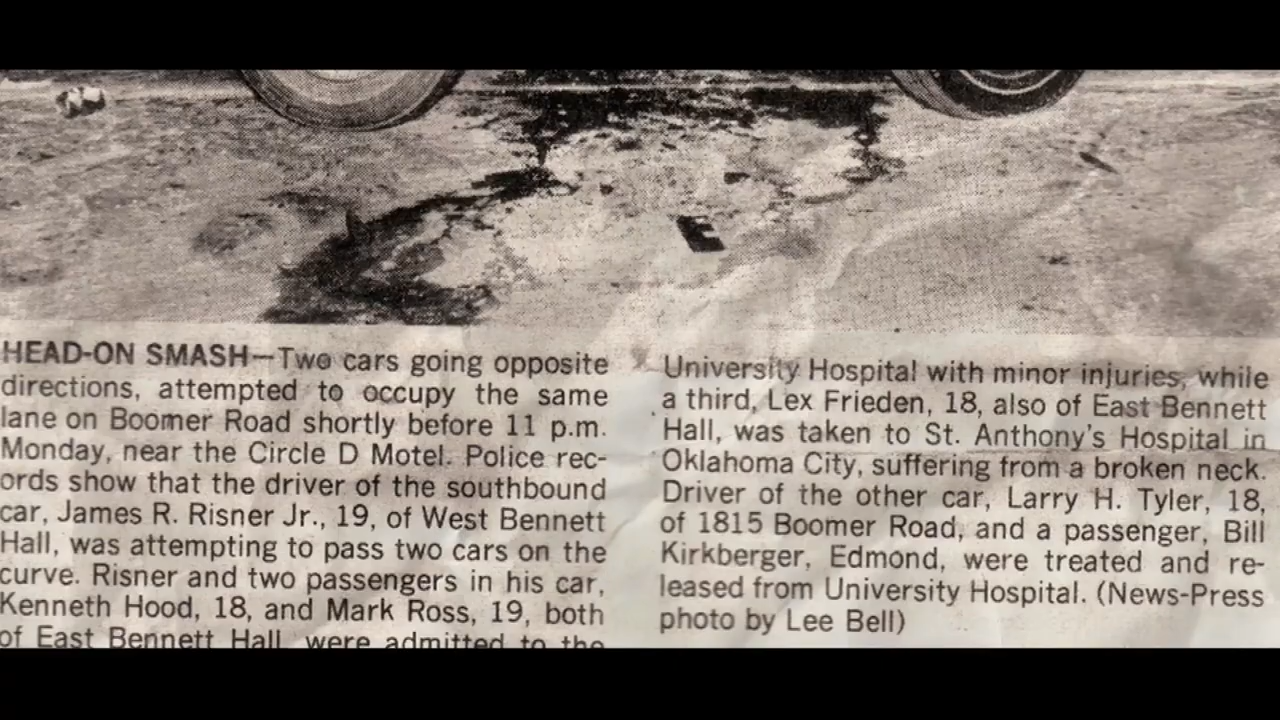 HEAD-ON SMASH—Two cars going opposite
directions, attempted to occupy the same
lane on Boomer Road shortly before 11 p.m.
Monday, near the Circle D Motel. Police rec-
ords show that the driver of the southbound
car, James R. Risner Jr., 19, of West Bennett
Hall, was attempting to pass two cars on the
curve. Risner and two passengers in his car,
Kenneth Hood, 18, and Mark Ross, 19, both
of East Bennett Hall, were admitted to the
University Hospital with minor injuries, while
a third, Lex Frieden, 18, also of East Bennett
Hall, was taken to St. Anthony's Hospital in
Oklahoma City, suffering from a broken neck.
Driver of the other car, Larry H. Tyler, 18,
of 1815 Boomer Road, and a passenger, Bill
Kirkberger, Edmond, were treated and re-
leased from University Hospital. (News-Press
photo by Lee Bell)